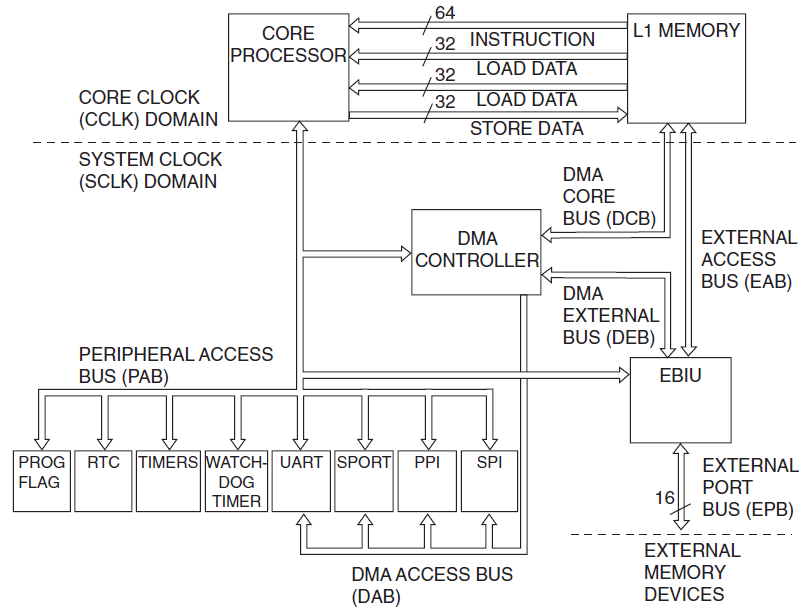 64
CORE
PROCESSOR
L1 MEMORY
32 INSTRUCTION
32 LOAD DATA
32 LOAD DATA
STORE DATA
CORE CLOCK
(CCLK) DOMAIN
SYSTEM CLOCK
(SCLK) DOMAIN
DMA
CORE
BUS (DCB)
DMA
CONTROLLER
EXTERNAL
ACCESS
BUS (EAB)
DMA
EXTERNAL
BUS (DEB)
PERIPHERAL ACCESS
BUS (PAB)
EBIU
PROG
FLAG
RTC
TIMERS
WATCH-
DOG
TIMER
UART
SPORT
PPI
SPI
16
EXTERNAL
PORT
BUS (EPB)
DMA ACCESS BUS
(DAB)
EXTERNAL
MEMORY
DEVICES